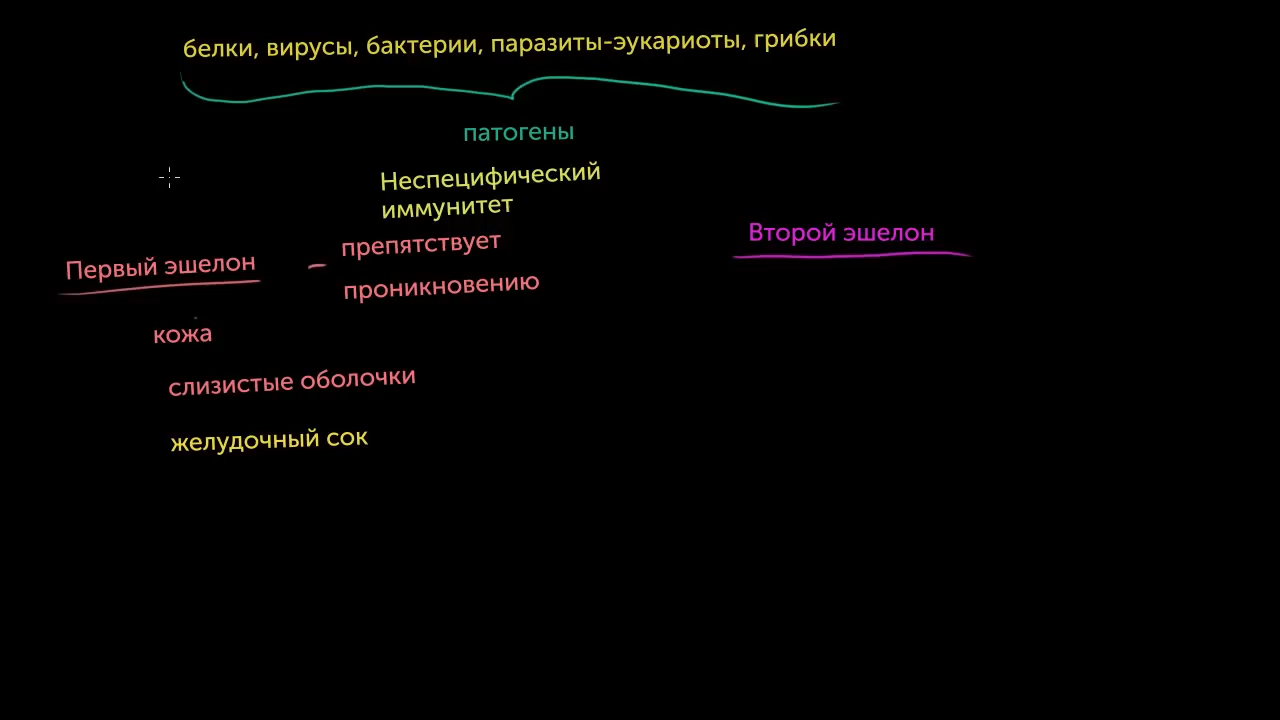 белки, вирусы, бактерии, паразиты-эукариоты, грибки
патогены
Неспецифический
иммунитет
Первый эшелон
препятствует
проникновению
кожа
слизистые оболочки
желудочный сок
Второй эшелон